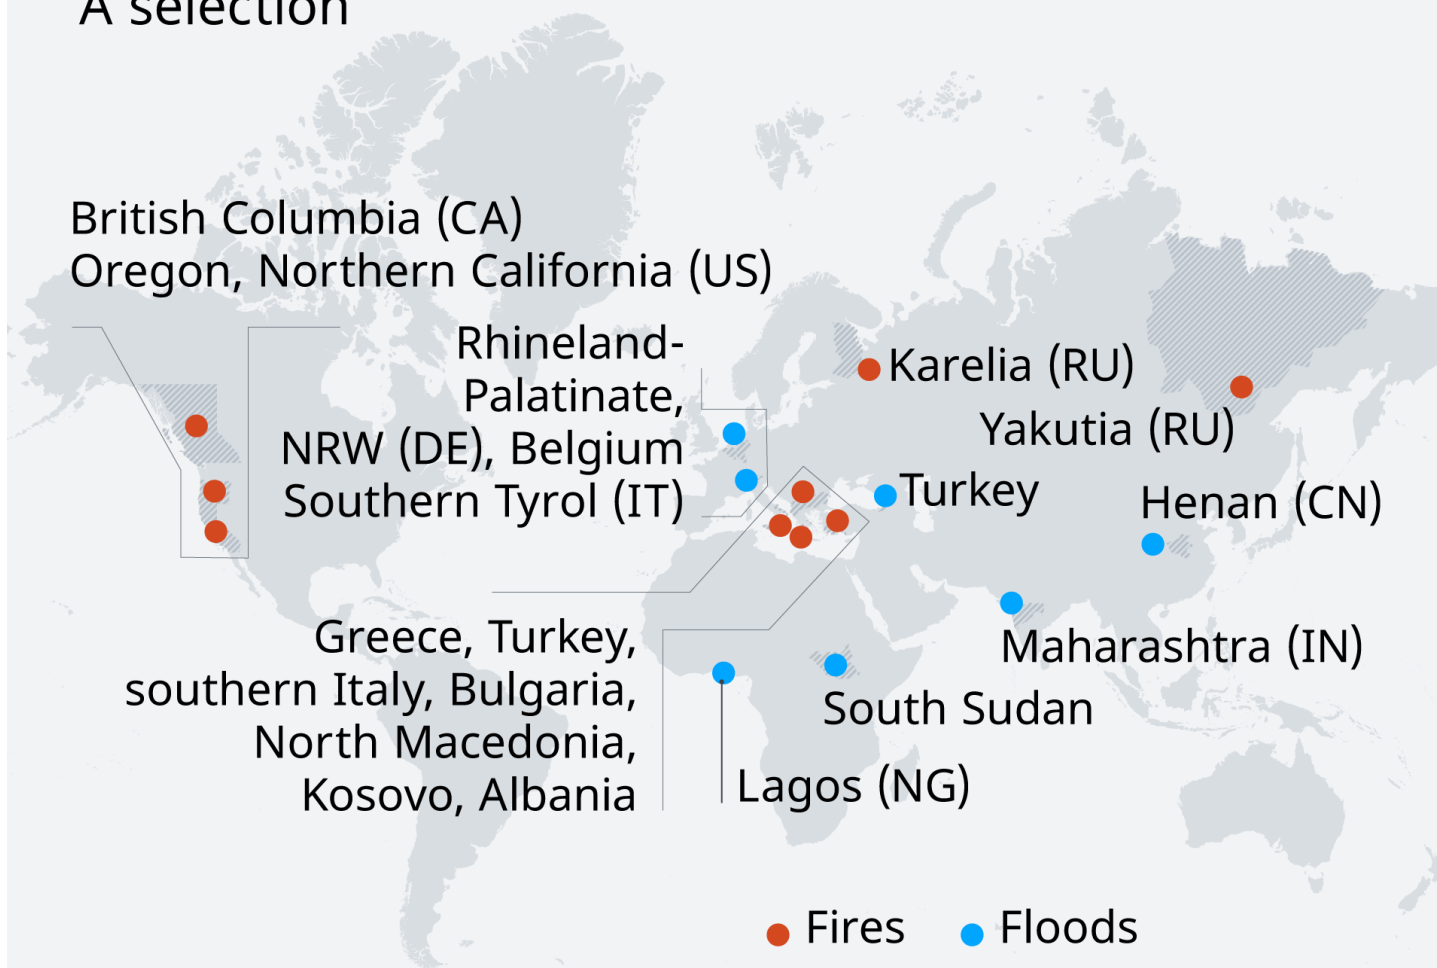 A selection
British Columbia (CA)
Oregon, Northern California (US)
Rhineland-
Palatinate,
NRW (DE), Belgium
Southern Tyrol (IT)
Karelia (RU)
Yakutia (RU)
Turkey
Henan (CN)
Greece, Turkey,
southern Italy, Bulgaria,
North Macedonia,
Kosovo, Albania
Maharashtra (IN)
South Sudan
Lagos (NG)
Fires
Floods